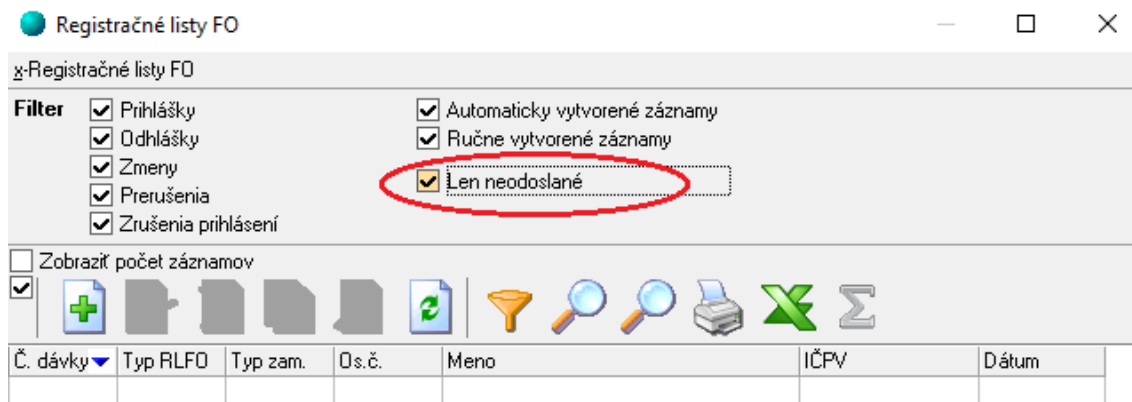 Registračné listy FO
x-Registračné listy FO
Filter
Prihlášky
Odhlášky
Zmeny
Prerušenia
Zrušenia prihlásení
Automaticky vytvorené záznamy
Ručne vytvorené záznamy
Len neodoslané
Zobraziť počet záznamov
Č. dávky Typ RLFO Typ zam. Os.č. Meno IČPV Dátum